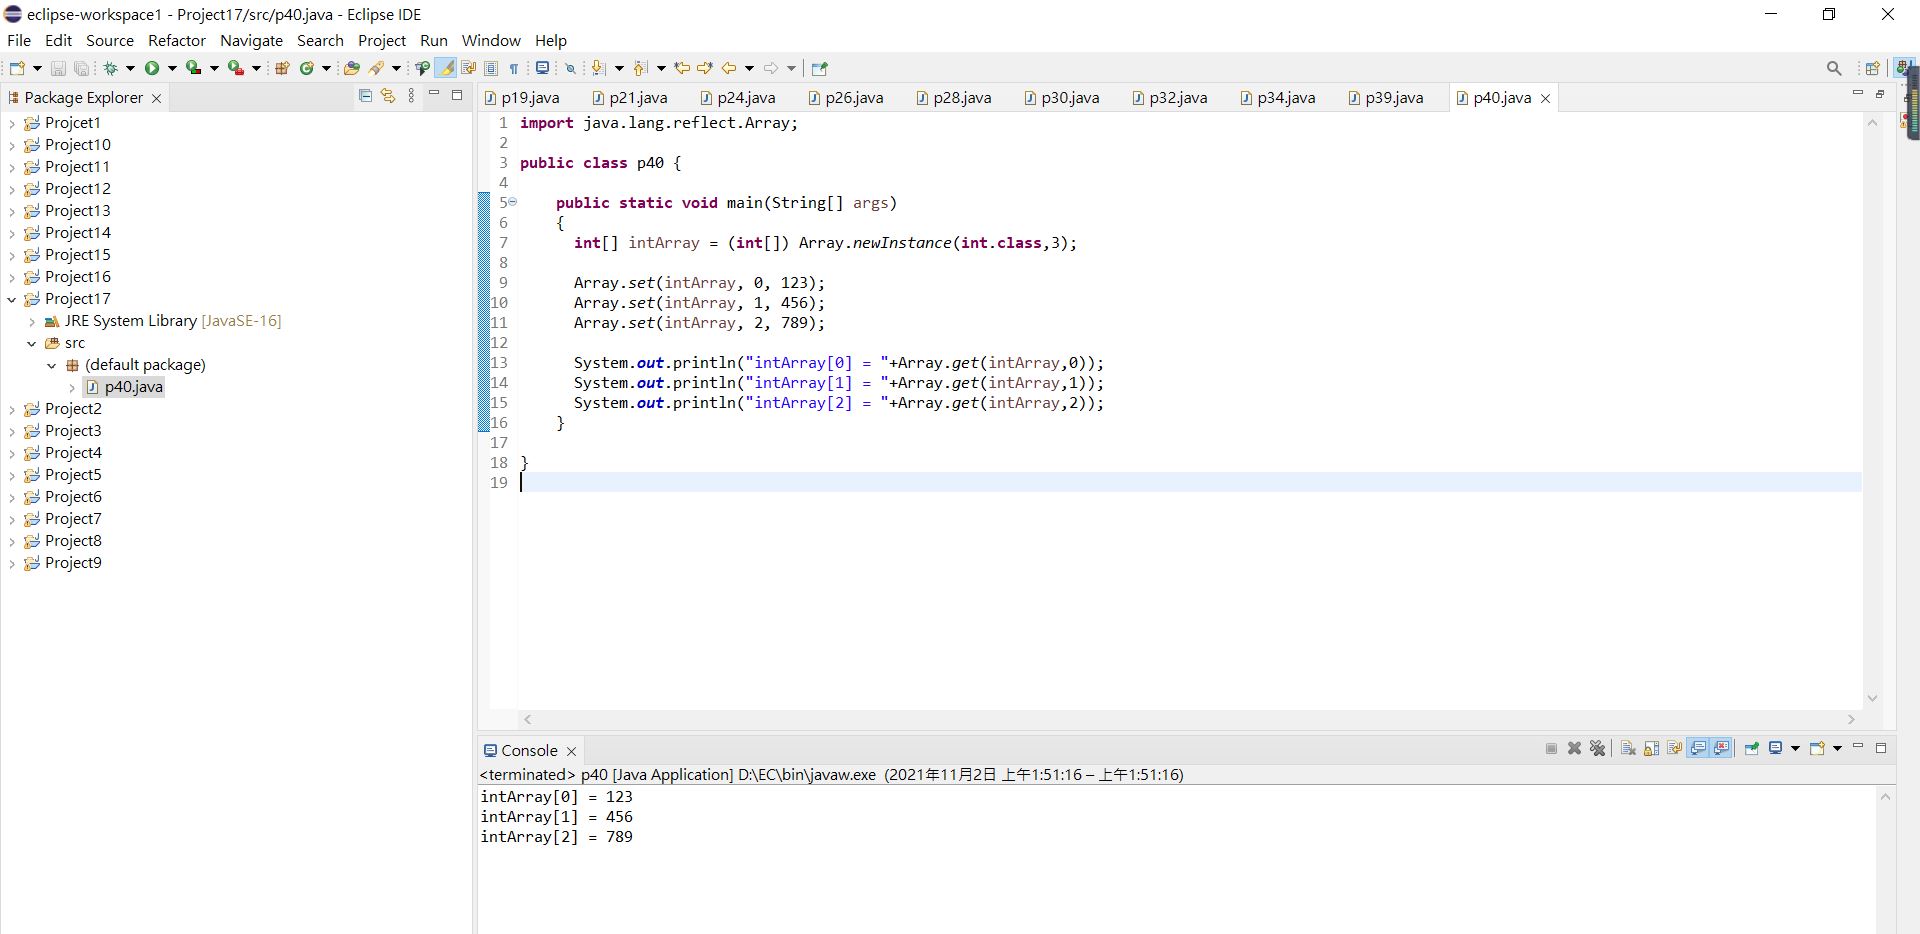 eclipse-workspace1 - Project17/src/p40.java - Eclipse IDE
File Edit Source Refactor Navigate Search Project Run Window Help
Package Explorer
Projcet1
Project10
Project11
Project12
Project13
Project14
Project15
Project16
Project17
JRE System Library [JavaSE-16]
src
(default package)
p40.java
Project2
Project3
Project4
Project5
Project6
Project7
Project8
Project9
p19.java p21.java p24.java p26.java p28.java p30.java p32.java p34.java p39.java p40.java
1 import java.lang.reflect.Array;
2
3 public class p40 {
4
5 public static void main(String[] args)
6 {
7 int[] intArray = (int[]) Array.newInstance(int.class,3);
8
9 Array.set(intArray, 0, 123);
10 Array.set(intArray, 1, 456);
11 Array.set(intArray, 2, 789);
12
13 System.out.println("intArray[0] = "+Array.get(intArray,0));
14 System.out.println("intArray[1] = "+Array.get(intArray,1));
15 System.out.println("intArray[2] = "+Array.get(intArray,2));
16 }
17
18 }
19
Console
<terminated> p40 [Java Application] D:\EC\bin\javaw.exe (2021年11月2日 上午1:51:16 – 上午1:51:16)
intArray[0] = 123
intArray[1] = 456
intArray[2] = 789